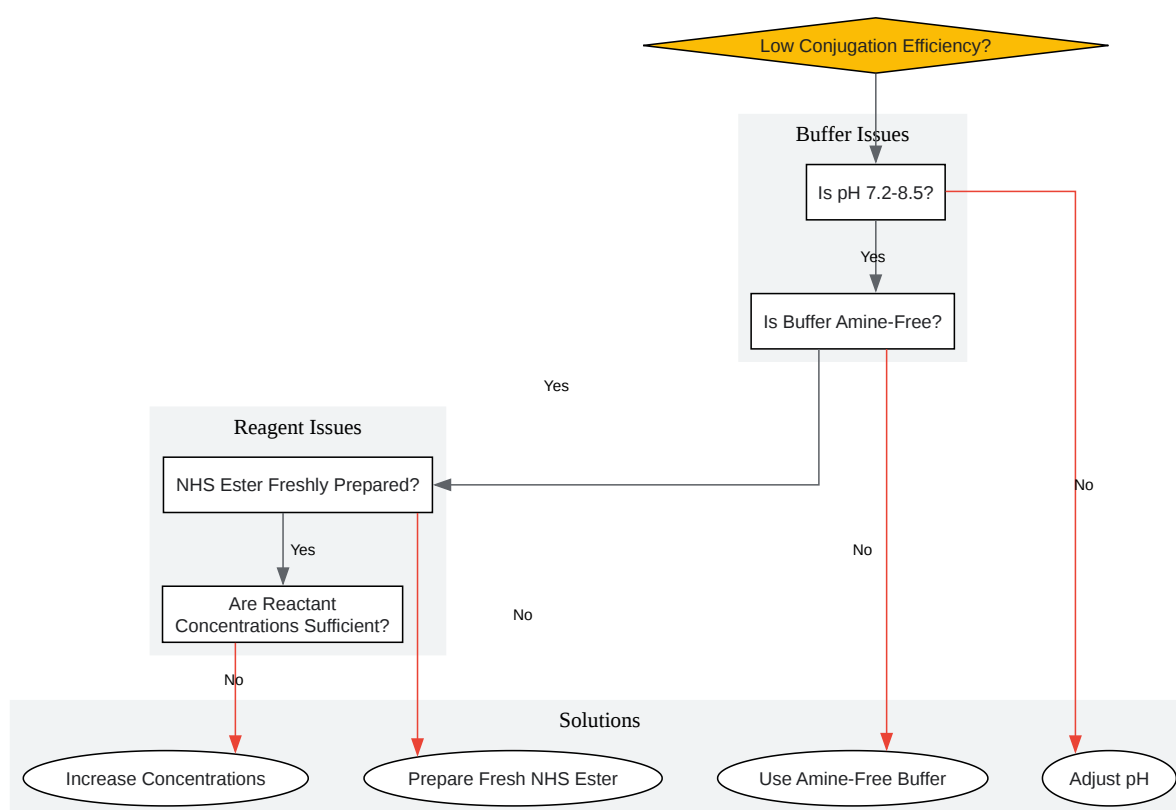 Low Conjugation Efficiency?
Buffer Issues
Is pH 7.2-8.5?
Yes
Is Buffer Amine-Free?
Yes
Reagent Issues
NHS Ester Freshly Prepared?
No
Yes
No
Are Reactant
Concentrations Sufficient?
No
No
Solutions
Increase Concentrations
Prepare Fresh NHS Ester
Use Amine-Free Buffer
Adjust pH